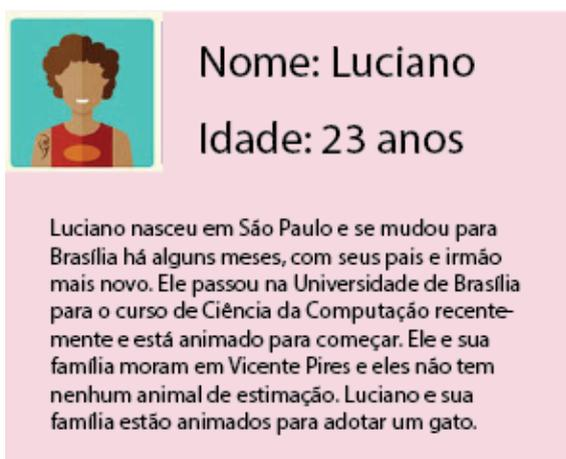 Nome: Luciano
Idade: 23 anos
Luciano nasceu em São Paulo e se mudou para
Brasília há alguns meses, com seus pais e irmão
mais novo. Ele passou na Universidade de Brasília
para o curso de Ciência da Computação recente-
mente e está animado para começar. Ele e sua
família moram em Vicente Pires e eles não tem
nenhum animal de estimação. Luciano e sua
família estão animados para adotar um gato.